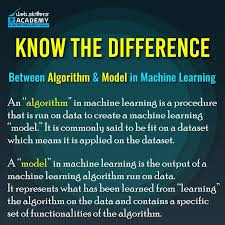 ACADEMY
KNOW THE DIFFERENCE
Between Algorithm & Model in Machine Learning
An "algorithm" in machine learning is a procedure
that is run on data to create a machine learning
"model." It is commonly said to be fit on a dataset
which means it is applied on the dataset.
A "model" in machine learning is the output of a
machine learning algorithm run on data.
It represents what has been learned from "learning"
the algorithm on the data and contains a specific
set of functionalities of the algorithm.